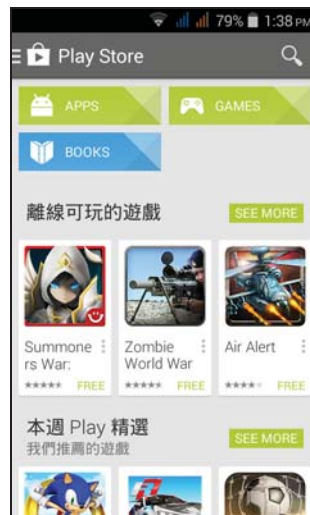 79% 1:38 PM
Play Store
APPS
GAMES
BOOKS
離線可玩的遊戲
SEE MORE
Summone
rs War:
FREE
Zombie
World War
FREE
Air Alert
FREE
本週 Play 精選
SEE MORE
我們推薦的遊戲